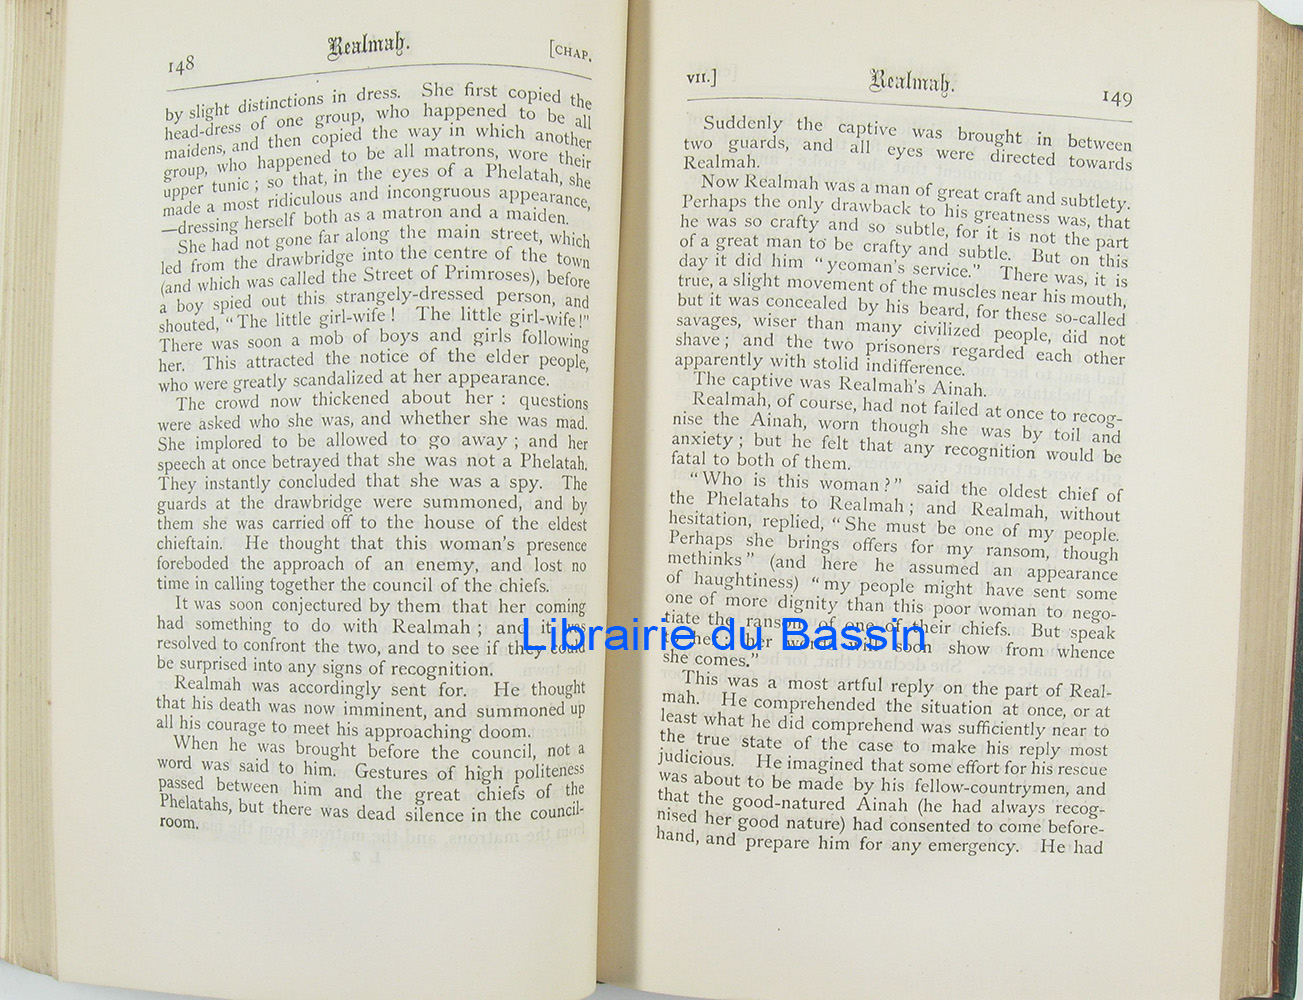 148 Realmah. [CHAP.
by slight distinctions in dress. She first copied the
head-dress of one group, who happened to be all
maidens, and then copied the way in which another
group, who happened to be all matrons, wore their
upper tunic; so that, in the eyes of a Phelatah, she
made a most ridiculous and incongruous appearance,
—dressing herself both as a matron and a maiden.
She had not gone far along the main street, which
led from the drawbridge into the centre of the town
(and which was called the Street of Primroses), before
a boy spied out this strangely-dressed person, and
shouted, "The little girl-wife! The little girl-wife!"
There was soon a mob of boys and girls following
her. This attracted the notice of the elder people,
who were greatly scandalized at her appearance.
The crowd now thickened about her: questions
were asked who she was, and whether she was mad.
She implored to be allowed to go away; and her
speech at once betrayed that she was not a Phelatah.
They instantly concluded that she was a spy. The
guards at the drawbridge were summoned, and by
them she was carried off to the house of the eldest
chieftain. He thought that this woman's presence
foreboded the approach of an enemy, and lost no
time in calling together the council of the chiefs.
It was soon conjectured by them that her coming
had something to do with Realmah; and it was
resolved to confront the two, and to see if they could
be surprised into any signs of recognition.
Realmah was accordingly sent for. He thought
that his death was now imminent, and summoned up
all his courage to meet his approaching doom.
When he was brought before the council, not a
word was said to him. Gestures of high politeness
passed between him and the great chiefs of the
Phelatahs, but there was dead silence in the council-
room.
L 2
VII.] Realmah. 149
Suddenly the captive was brought in between
two guards, and all eyes were directed towards
Realmah.
Now Realmah was a man of great craft and subtlety.
Perhaps the only drawback to his greatness was, that
he was so crafty and so subtle, for it is not the part
of a great man to be crafty and subtle. But on this
day it did him "yeoman's service." There was, it is
true, a slight movement of the muscles near his mouth,
but it was concealed by his beard, for these so-called
savages, wiser than many civilized people, did not
shave; and the two prisoners regarded each other
apparently with stolid indifference.
The captive was Realmah's Ainah.
Realmah, of course, had not failed at once to recog-
nise the Ainah, worn though she was by toil and
anxiety; but he felt that any recognition would be
fatal to both of them.
"Who is this woman?" said the oldest chief of
the Phelatahs to Realmah; and Realmah, without
hesitation, replied, "She must be one of my people.
Perhaps she brings offers for my ransom, though
methinks" (and here he assumed an appearance
of haughtiness) "my people might have sent some
one of more dignity than this poor woman to nego-
tiate the ransom of one of their chiefs. But speak
to her: her words will soon show from whence
she comes."
This was a most artful reply on the part of Real-
mah. He comprehended the situation at once, or at
least what he did comprehend was sufficiently near to
the true state of the case to make his reply most
judicious. He imagined that some effort for his rescue
was about to be made by his fellow-countrymen, and
that the good-natured Ainah (he had always recog-
nised her good nature) had consented to come before-
hand, and prepare him for any emergency. He had
Librairie du Bassin